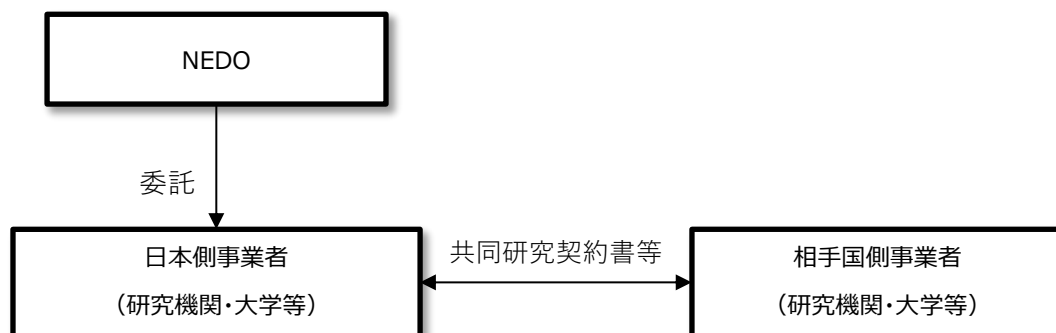 NEDO
委託
日本側事業者
（研究機関・大学等）
共同研究契約書等
相手国側事業者
（研究機関・大学等）